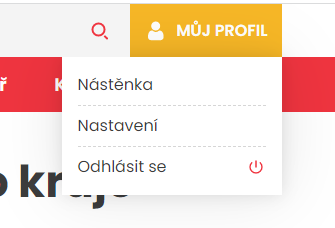 MŮJ PROFIL
Nástěnka
Nastavení
Odhlásit se